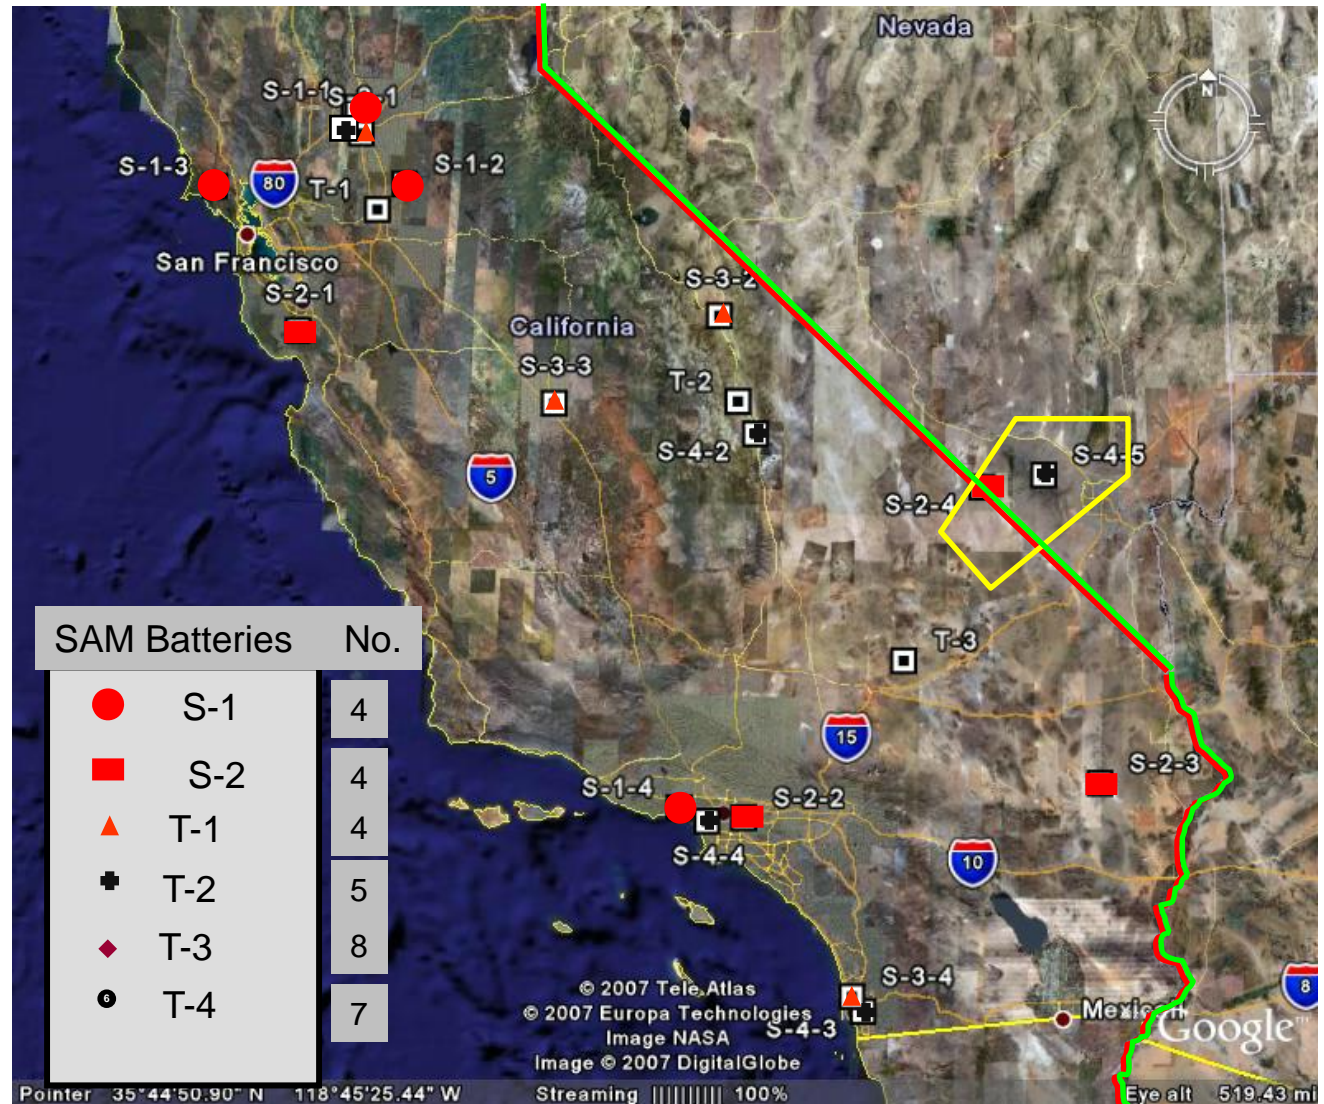 Nevada
N
S-1-1
S-3-1
S-1-3
80
T-1
S-1-2
San Francisco
S-2-1
S-3-2
California
S-3-3
T-2
S-4-2
5
S-4-5
S-2-4
T-3
15
S-2-3
S-1-4
S-2-2
S-4-4
10
S-3-4
S-4-3
8
SAM Batteries No.
S-1 4
S-2 4
T-1 4
T-2 5
T-3 8
6 T-4 7
© 2007 Tele Atlas
© 2007 Europa Technologies
Image NASA
Image © 2007 DigitalGlobe
Google™
Pointer 35°44'50.90" N 118°45'25.44" W Streaming |||||||||| 100% Eye alt 519.43 mi